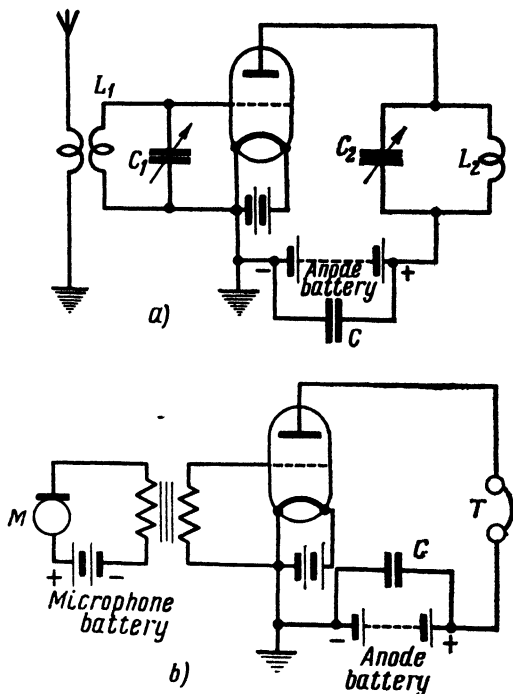 L1
C1
C2
L2
- Anode +
battery
C
a)
M
T
C
+ -
Microphone
battery
- +
Anode
battery
b)